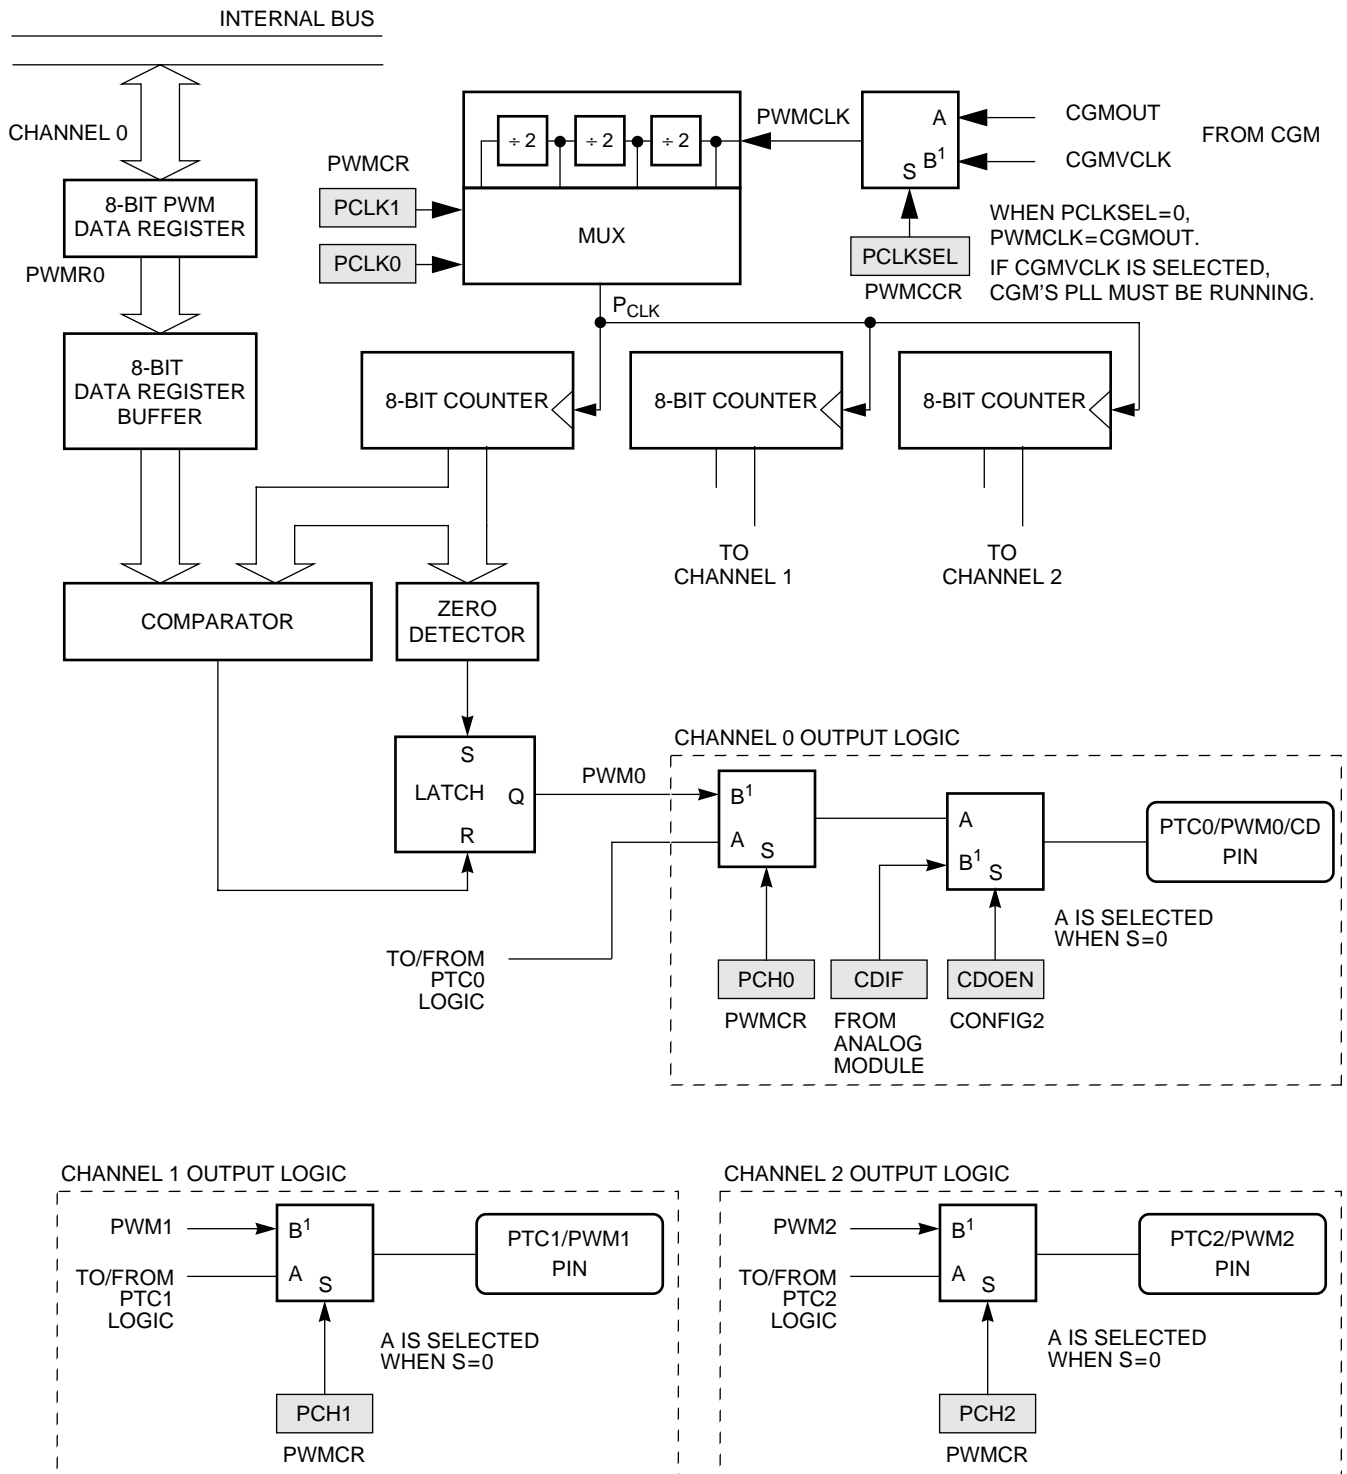 INTERNAL BUS
CHANNEL 0
8-BIT PWM
DATA REGISTER
PWMR0
8-BIT
DATA REGISTER
BUFFER
÷ 2
÷ 2
÷ 2
PWMCLK
A
B1
S
CGMOUT
CGMVCLK
FROM CGM
PWMCR
PCLK1
PCLK0
MUX
PCLKSEL
PWMCCR
WHEN PCLKSEL=0,
PWMCLK=CGMOUT.
IF CGMVCLK IS SELECTED,
CGM'S PLL MUST BE RUNNING.
PCLK
8-BIT COUNTER
8-BIT COUNTER
8-BIT COUNTER
TO
CHANNEL 1
TO
CHANNEL 2
COMPARATOR
ZERO
DETECTOR
S
LATCH
Q
R
PWM0
CHANNEL 0 OUTPUT LOGIC
B1
A
S
A
B1
S
PTC0/PWM0/CD
PIN
A IS SELECTED
WHEN S=0
TO/FROM
PTC0
LOGIC
PCH0
PWMCR
CDIF
FROM
ANALOG
MODULE
CDOEN
CONFIG2
CHANNEL 1 OUTPUT LOGIC
PWM1
B1
A
S
TO/FROM
PTC1
LOGIC
PTC1/PWM1
PIN
A IS SELECTED
WHEN S=0
PCH1
PWMCR
CHANNEL 2 OUTPUT LOGIC
PWM2
B1
A
S
TO/FROM
PTC2
LOGIC
PTC2/PWM2
PIN
A IS SELECTED
WHEN S=0
PCH2
PWMCR